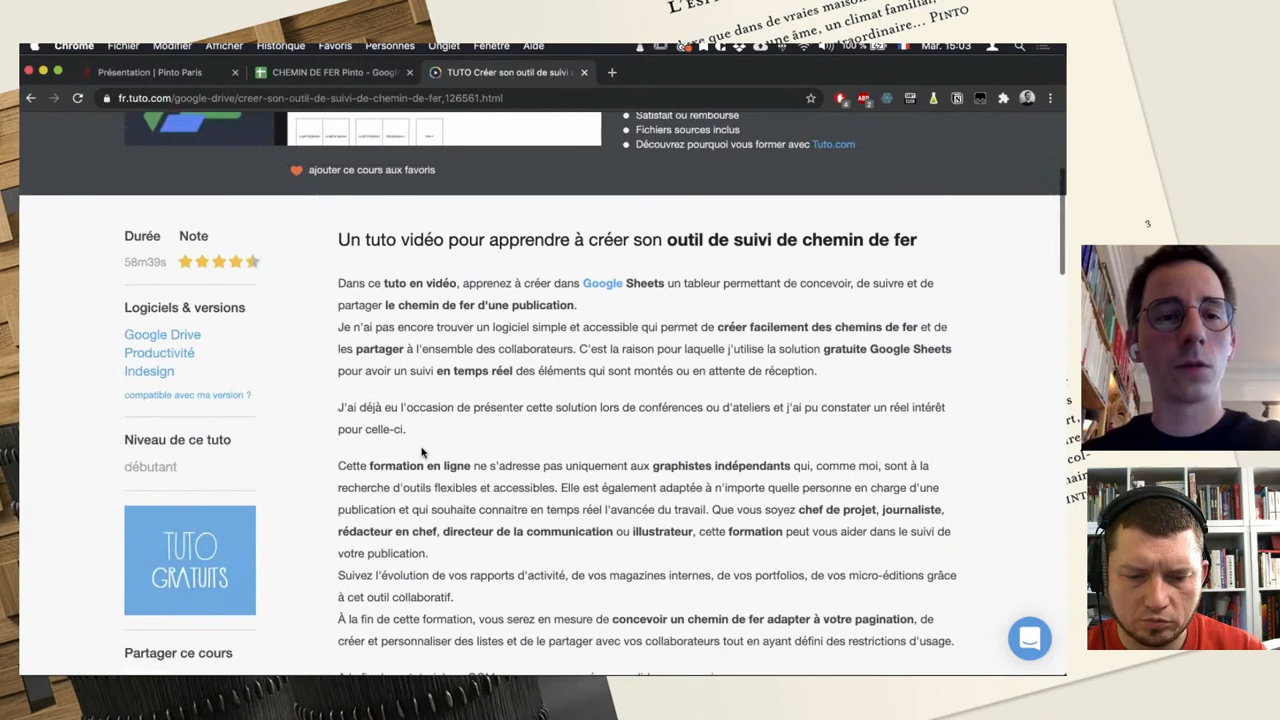 L'ESP
que dans de vraies maison
une âme, un climat familial,
raordinaire... PINTO
Chrome Fichier Modifier Afficher Historique Favoris Personnes Onglet Fenêtre Aide
100 % Mar. 15:03
Présentation | Pinto Paris
CHEMIN DE FER Pinto - Google
TUTO Créer son outil de suivi
fr.tuto.com/google-drive/creer-son-outil-de-suivi-de-chemin-de-fer,126561.html
Satisfait ou remboursé
Fichiers sources inclus
Découvrez pourquoi vous former avec Tuto.com
ajouter ce cours aux favoris
Durée Note
58m39s
Logiciels & versions
Google Drive
Productivité
Indesign
compatible avec ma version ?
Niveau de ce tuto
débutant
TUTO
GRATUITS
Partager ce cours
Un tuto vidéo pour apprendre à créer son outil de suivi de chemin de fer
Dans ce tuto en vidéo, apprenez à créer dans Google Sheets un tableur permettant de concevoir, de suivre et de
partager le chemin de fer d'une publication.
Je n'ai pas encore trouver un logiciel simple et accessible qui permet de créer facilement des chemins de fer et de
les partager à l'ensemble des collaborateurs. C'est la raison pour laquelle j'utilise la solution gratuite Google Sheets
pour avoir un suivi en temps réel des éléments qui sont montés ou en attente de réception.
J'ai déjà eu l'occasion de présenter cette solution lors de conférences ou d'ateliers et j'ai pu constater un réel intérêt
pour celle-ci.
Cette formation en ligne ne s'adresse pas uniquement aux graphistes indépendants qui, comme moi, sont à la
recherche d'outils flexibles et accessibles. Elle est également adaptée à n'importe quelle personne en charge d'une
publication et qui souhaite connaitre en temps réel l'avancée du travail. Que vous soyez chef de projet, journaliste,
rédacteur en chef, directeur de la communication ou illustrateur, cette formation peut vous aider dans le suivi de
votre publication.
Suivez l'évolution de vos rapports d'activité, de vos magazines internes, de vos portfolios, de vos micro-éditions grâce
à cet outil collaboratif.
À la fin de cette formation, vous serez en mesure de concevoir un chemin de fer adapter à votre pagination, de
créer et personnaliser des listes et de le partager avec vos collaborateurs tout en ayant défini des restrictions d'usage.
3